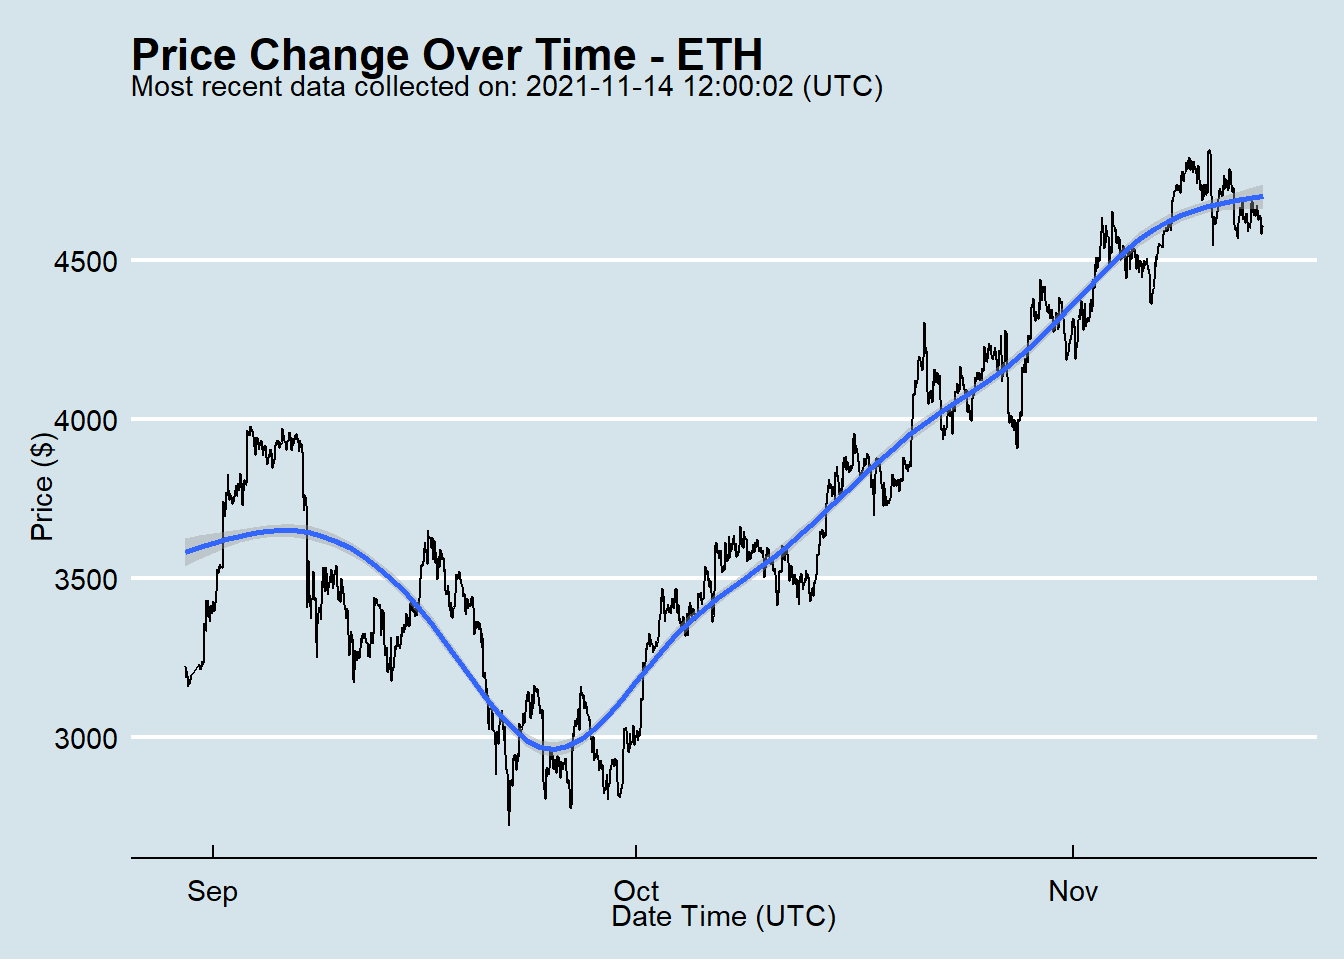 Price Change Over Time - ETH
Most recent data collected on: 2021-11-14 12:00:02 (UTC)
Price ($)
4500
4000
3500
3000
Sep Oct Nov
Date Time (UTC)